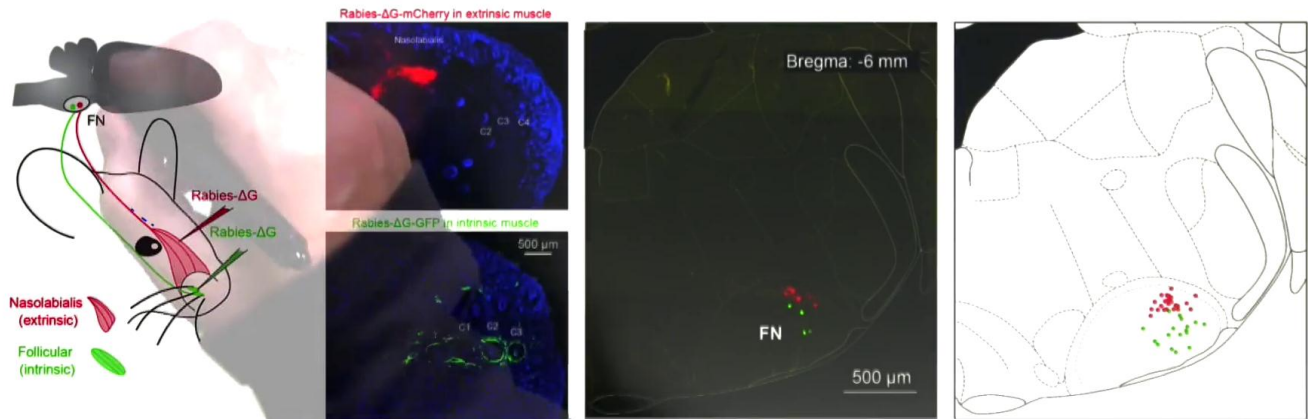 FN
Rabies-ΔG
Rabies-ΔG
Nasolabialis
(extrinsic)
Follicular
(intrinsic)
Rabies-ΔG-mCherry in extrinsic muscle
Nasolabialis
C2 C3 C4
Rabies-ΔG-GFP in intrinsic muscle
500 µm
C1 C2 C3
Bregma: -6 mm
FN
500 µm